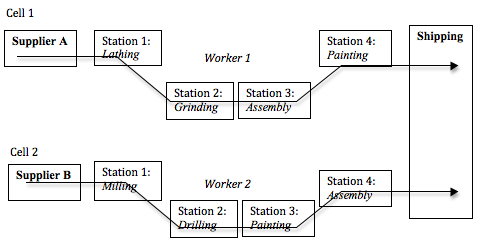 Cell 1
Supplier A
Station 1:
Lathing
Worker 1
Station 4:
Painting
Shipping
Station 2:
Grinding
Station 3:
Assembly
Cell 2
Supplier B
Station 1:
Milling
Worker 2
Station 4:
Assembly
Station 2:
Drilling
Station 3:
Painting